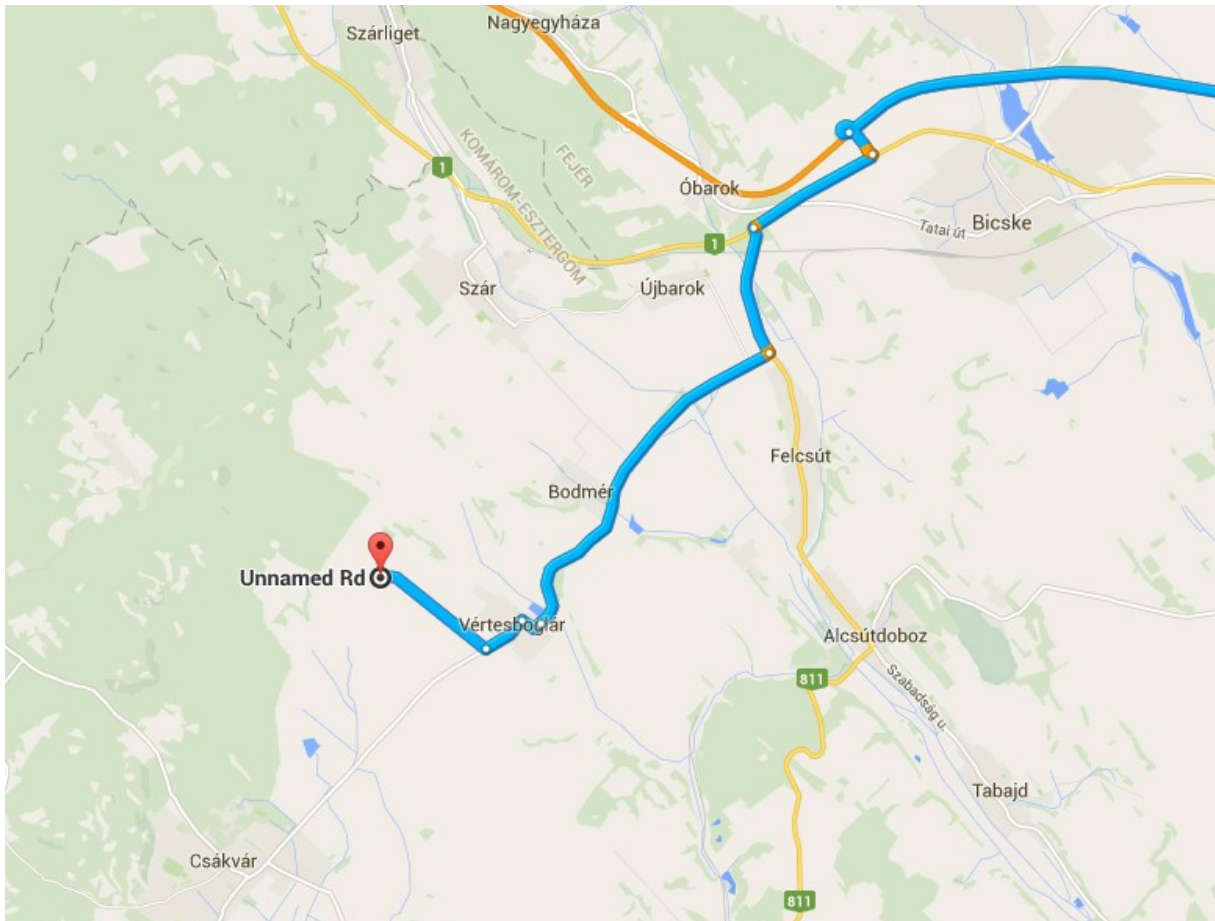 Nagyegyháza
Szárliget
1
KOMÁROM-ESZTERGOM
FEJÉR
Óbarok
Tatai út
Bicske
1
Szár
Újbarok
Felcsút
Bodmér
Unnamed Rd
Vértesboglár
Alcsútdoboz
811
Szabadság u.
Tabajd
Csákvár
811